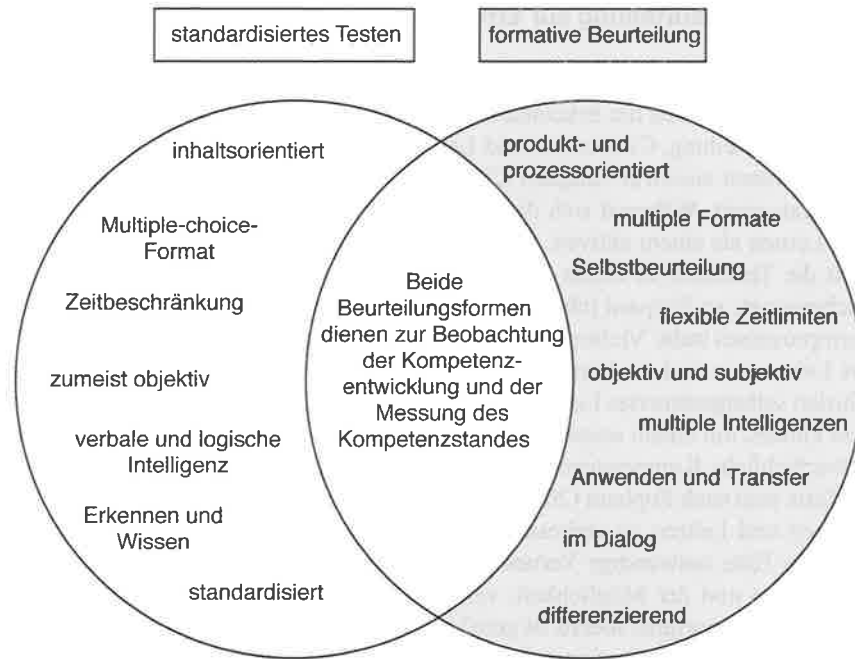 standardisiertes Testen
formative Beurteilung
inhaltsorientiert
Multiple-choice-
Format
Zeitbeschränkung
zumeist objektiv
verbale und logische
Intelligenz
Erkennen und
Wissen
standardisiert
Beide
Beurteilungsformen
dienen zur Beobachtung
der Kompetenz-
entwicklung und der
Messung des
Kompetenzstandes
produkt- und
prozessorientiert
multiple Formate
Selbstbeurteilung
flexible Zeitlimiten
objektiv und subjektiv
multiple Intelligenzen
Anwenden und Transfer
im Dialog
differenzierend